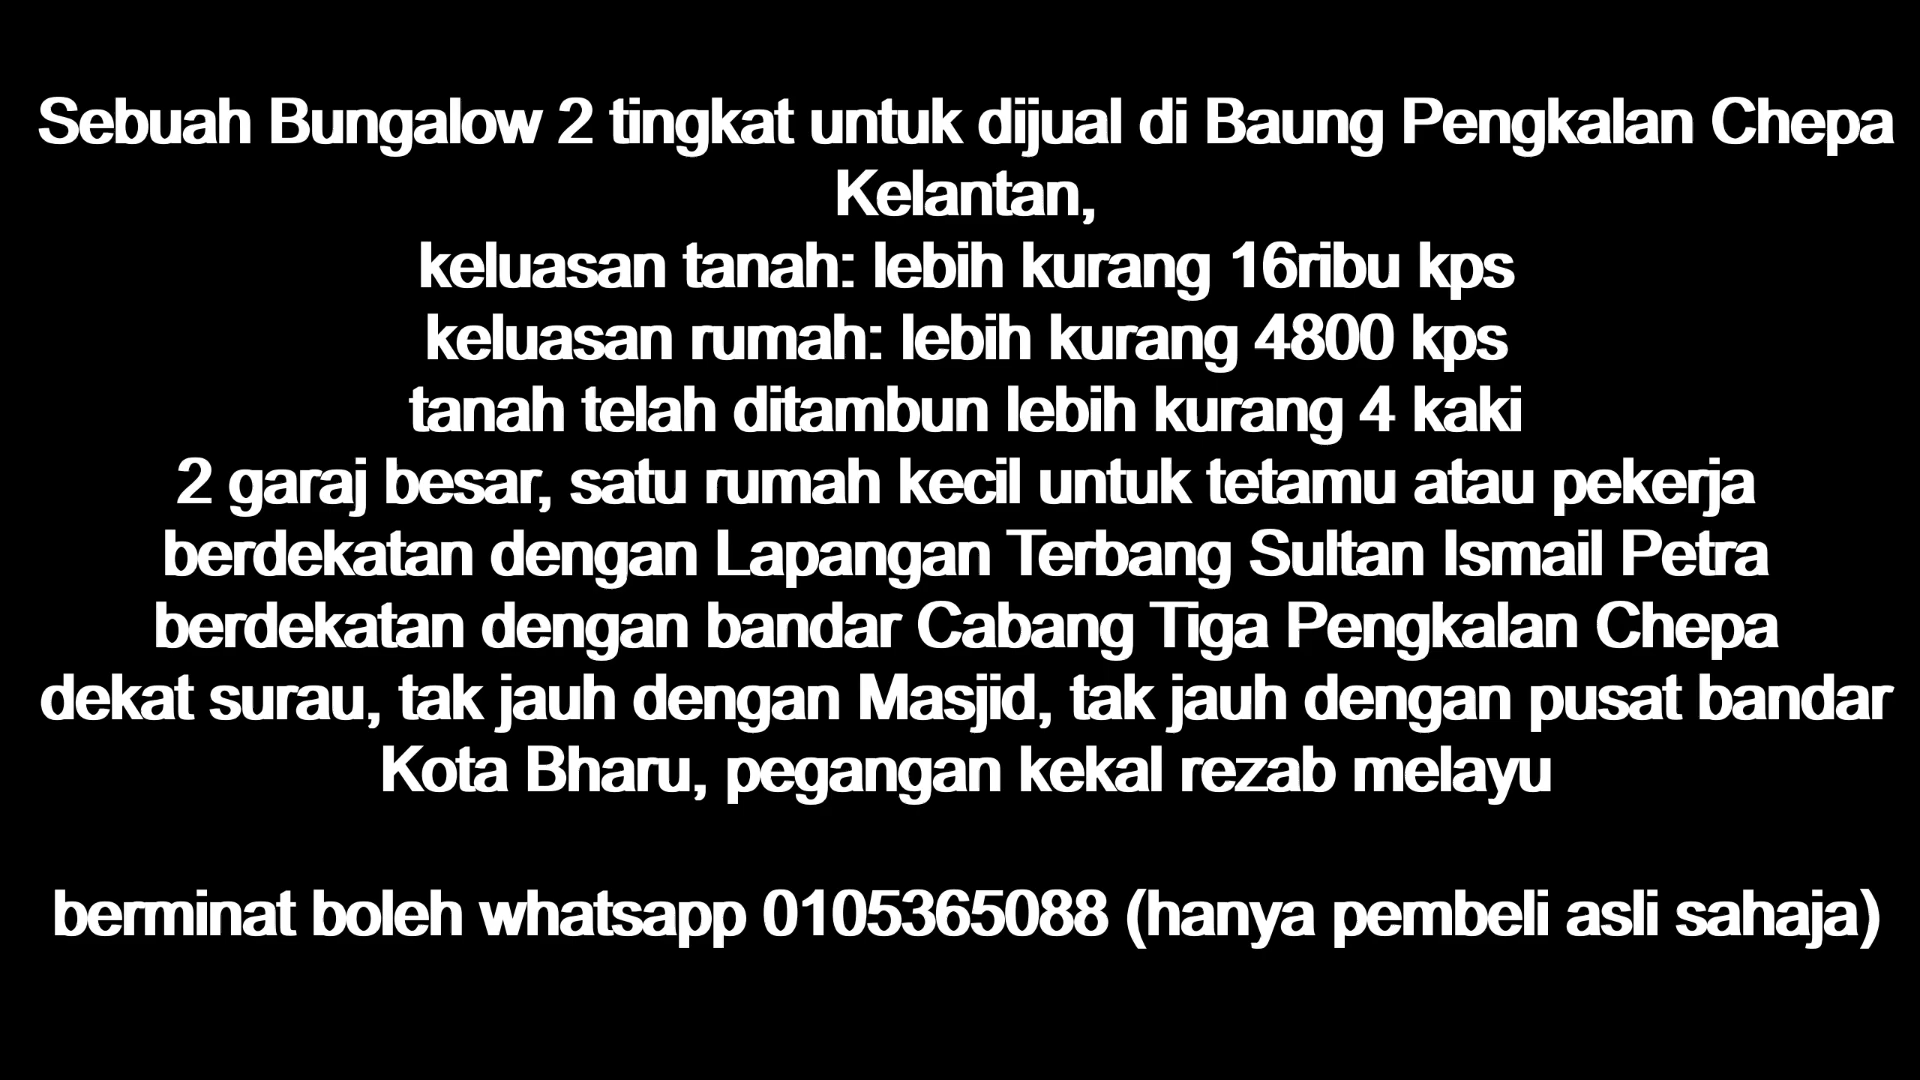 Sebuah Bungalow 2 tingkat untuk dijual di Baung Pengkalan Chepa
Kelantan,
keluasan tanah: lebih kurang 16ribu kps
keluasan rumah: lebih kurang 4800 kps
tanah telah ditambun lebih kurang 4 kaki
2 garaj besar, satu rumah kecil untuk tetamu atau pekerja
berdekatan dengan Lapangan Terbang Sultan Ismail Petra
berdekatan dengan bandar Cabang Tiga Pengkalan Chepa
dekat surau, tak jauh dengan Masjid, tak jauh dengan pusat bandar
Kota Bharu, pegangan kekal rezab melayu
berminat boleh whatsapp 0105365088 (hanya pembeli asli sahaja)